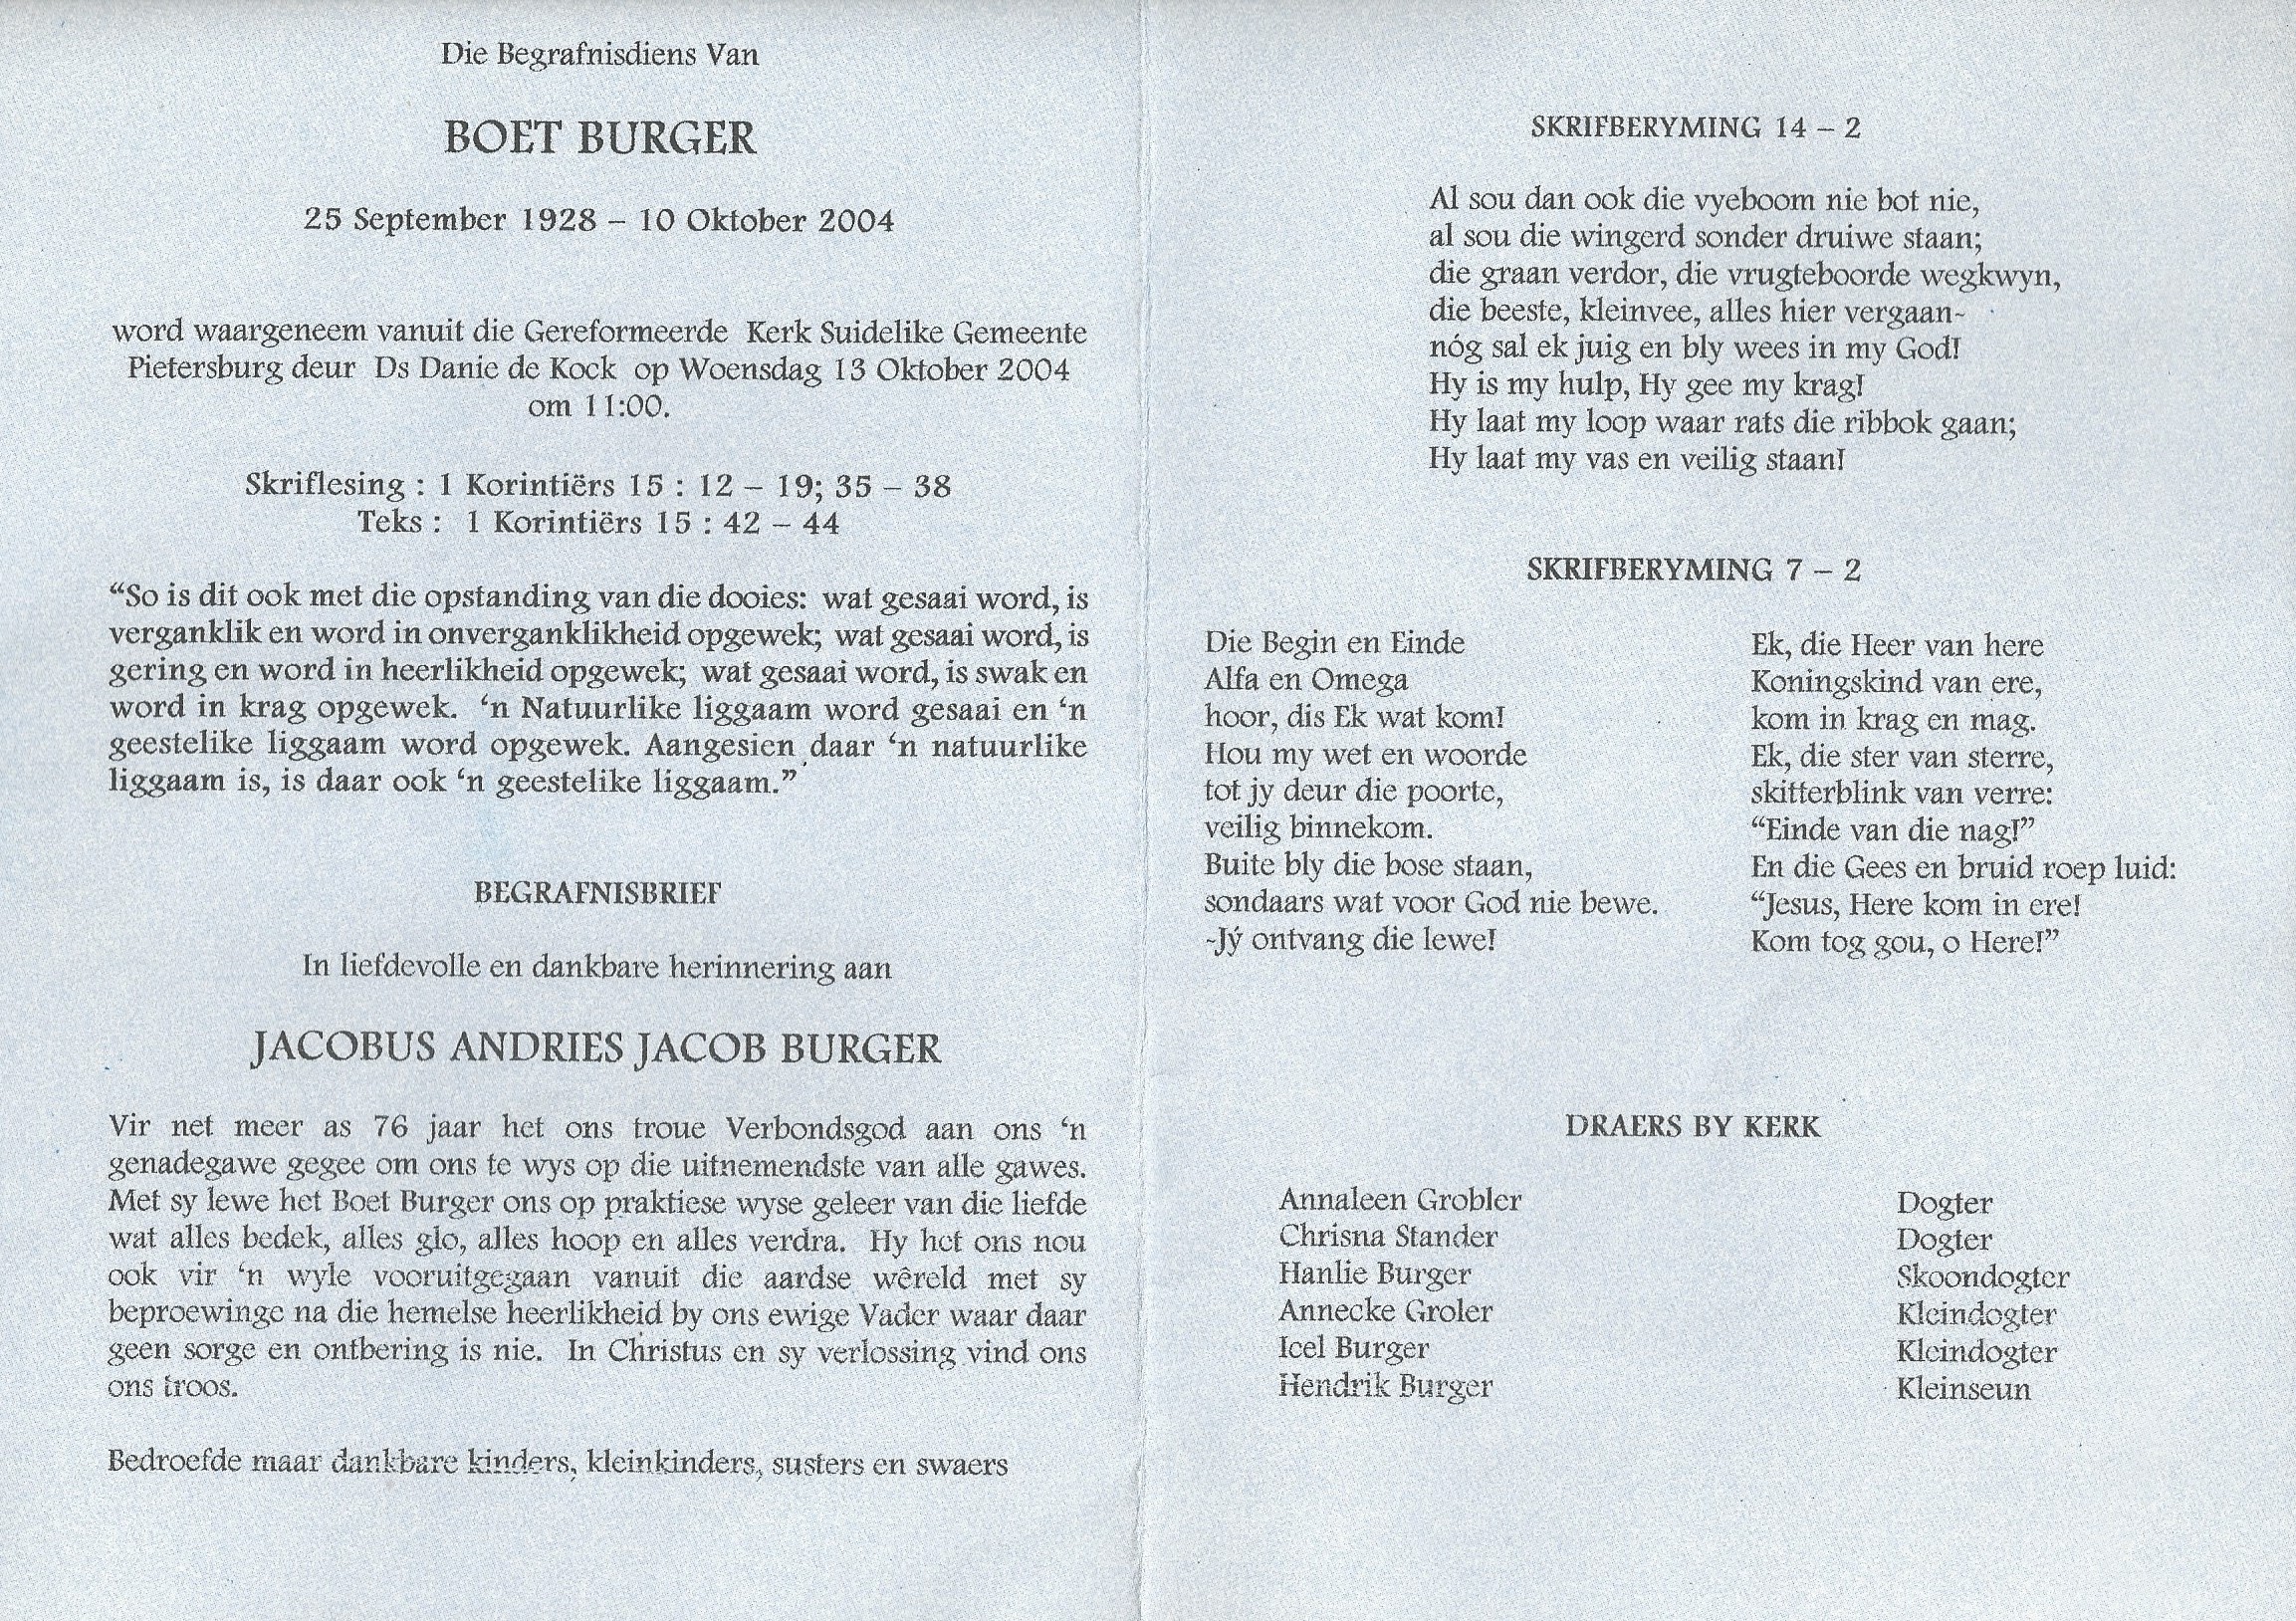 Die Begrafnisdiens Van
BOET BURGER
25 September 1928 – 10 Oktober 2004
word waargeneem vanuit die Gereformeerde Kerk Suidelike Gemeente
Pietersburg deur Ds Danie de Kock op Woensdag 13 Oktober 2004
om 11:00.
Skriflesing : 1 Korintiërs 15 : 12 – 19; 35 – 38
Teks : 1 Korintiërs 15 : 42 – 44
“So is dit ook met die opstanding van die dooies: wat gesaai word, is
verganklik en word in onverganklikheid opgewek; wat gesaai word, is
gering en word in heerlikheid opgewek; wat gesaai word, is swak en
word in krag opgewek. ‘n Natuurlike liggaam word gesaai en ‘n
geestelike liggaam word opgewek. Aangesien daar ‘n natuurlike
liggaam is, is daar ook ‘n geestelike liggaam.”
BEGRAFNISBRIEF
In liefdevolle en dankbare herinnering aan
JACOBUS ANDRIES JACOB BURGER
Vir net meer as 76 jaar het ons troue Verbondsgod aan ons ‘n
genadegawe gegee om ons te wys op die uitnemendste van alle gawes.
Met sy lewe het Boet Burger ons op praktiese wyse geleer van die liefde
wat alles bedek, alles glo, alles hoop en alles verdra. Hy het ons nou
ook vir ‘n wyle vooruitgegaan vanuit die aardse wêreld met sy
beproewinge na die hemelse heerlikheid by ons ewige Vader waar daar
geen sorge en ontbering is nie. In Christus en sy verlossing vind ons
ons troos.
Bedroefde maar dankbare kinders, kleinkinders, susters en swaers
SKRIFBERYMING 14 – 2
Al sou dan ook die vyeboom nie bot nie,
al sou die wingerd sonder druiwe staan;
die graan verdor, die vrugteboorde wegkwyn,
die beeste, kleinvee, alles hier vergaan-
nóg sal ek juig en bly wees in my God!
Hy is my hulp, Hy gee my krag!
Hy laat my loop waar rats die ribbok gaan;
Hy laat my vas en veilig staan!
SKRIFBERYMING 7 – 2
Die Begin en Einde
Alfa en Omega
hoor, dis Ek wat kom!
Hou my wet en woorde
tot jy deur die poorte,
veilig binnekom.
Buite bly die bose staan,
sondaars wat voor God nie bewe.
-Jý ontvang die lewe!
Ek, die Heer van here
Koningskind van ere,
kom in krag en mag.
Ek, die ster van sterre,
skitterblink van verre:
“Einde van die nag!”
En die Gees en bruid roep luid:
“Jesus, Here kom in ere!
Kom tog gou, o Here!”
DRAERS BY KERK
Annaleen Grobler Dogter
Chrisna Stander Dogter
Hanlie Burger Skoondogter
Annecke Groler Kleindogter
Icel Burger Kleindogter
Hendrik Burger Kleinseun